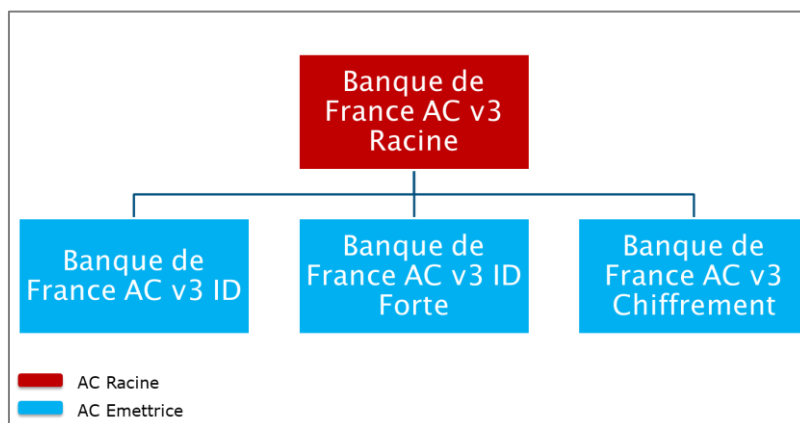 Banque de
France AC v3
Racine
Banque de
France AC v3 ID
Banque de
France AC v3 ID
Forte
Banque de
France AC v3
Chiffrement
AC Racine
AC Emettrice